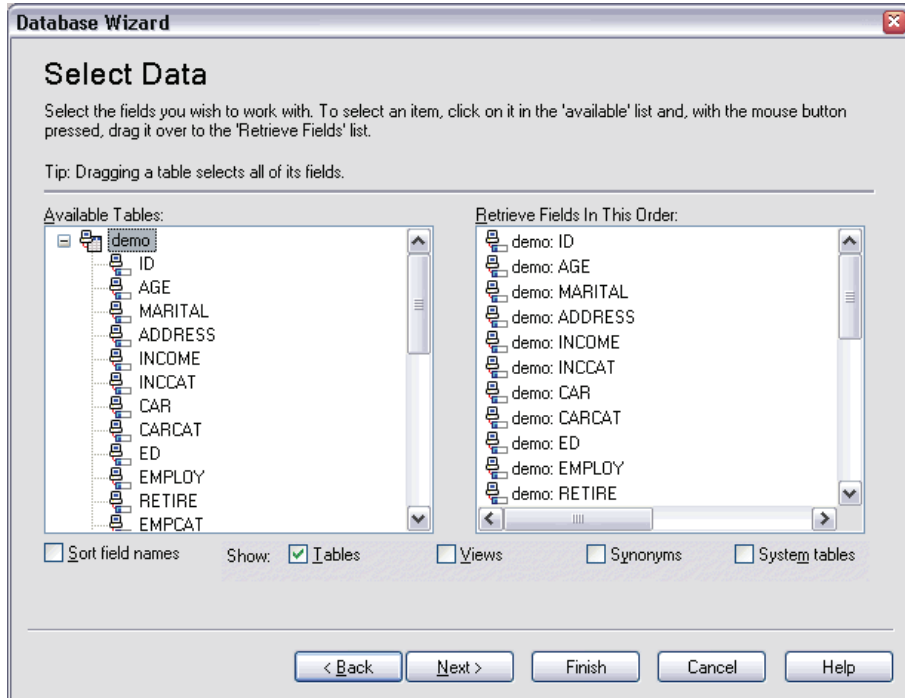 Database Wizard
Select Data
Select the fields you wish to work with. To select an item, click on it in the 'available' list and, with the mouse button
pressed, drag it over to the 'Retrieve Fields' list.
Tip: Dragging a table selects all of its fields.
Available Tables:
demo
ID
AGE
MARITAL
ADDRESS
INCOME
INCCAT
CAR
CARCAT
ED
EMPLOY
RETIRE
EMPCAT
Retrieve Fields In This Order:
demo: ID
demo: AGE
demo: MARITAL
demo: ADDRESS
demo: INCOME
demo: INCCAT
demo: CAR
demo: CARCAT
demo: ED
demo: EMPLOY
demo: RETIRE
Sort field names Show: Tables Views Synonyms System tables
< Back Next > Finish Cancel Help